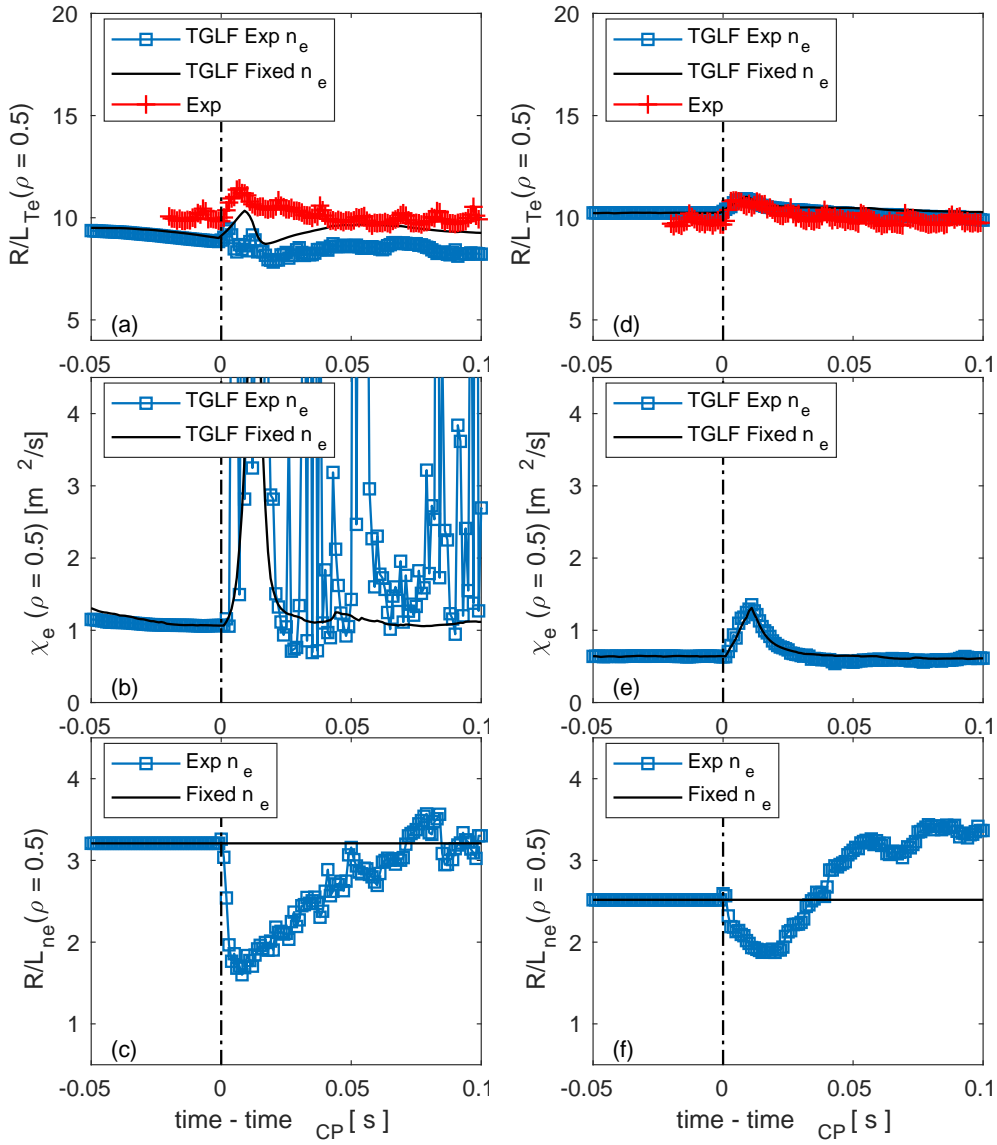 20
15
10
5
R/L_Te(ρ = 0.5)
TGLF Exp n_e
TGLF Fixed n_e
Exp
(a)
-0.05 0 0.05 0.1
20
15
10
5
R/L_Te(ρ = 0.5)
TGLF Exp n_e
TGLF Fixed n_e
Exp
(d)
-0.05 0 0.05 0.1
4
3
2
1
0
χ_e (ρ = 0.5) [m ^2/s]
TGLF Exp n_e
TGLF Fixed n_e
(b)
-0.05 0 0.05 0.1
4
3
2
1
0
χ_e (ρ = 0.5) [m ^2/s]
TGLF Exp n_e
TGLF Fixed n_e
(e)
-0.05 0 0.05 0.1
4
3
2
1
R/L_ne(ρ = 0.5)
Exp n_e
Fixed n_e
(c)
-0.05 0 0.05 0.1
time - time _CP [ s ]
4
3
2
1
R/L_ne(ρ = 0.5)
Exp n_e
Fixed n_e
(f)
-0.05 0 0.05 0.1
time - time _CP [ s ]